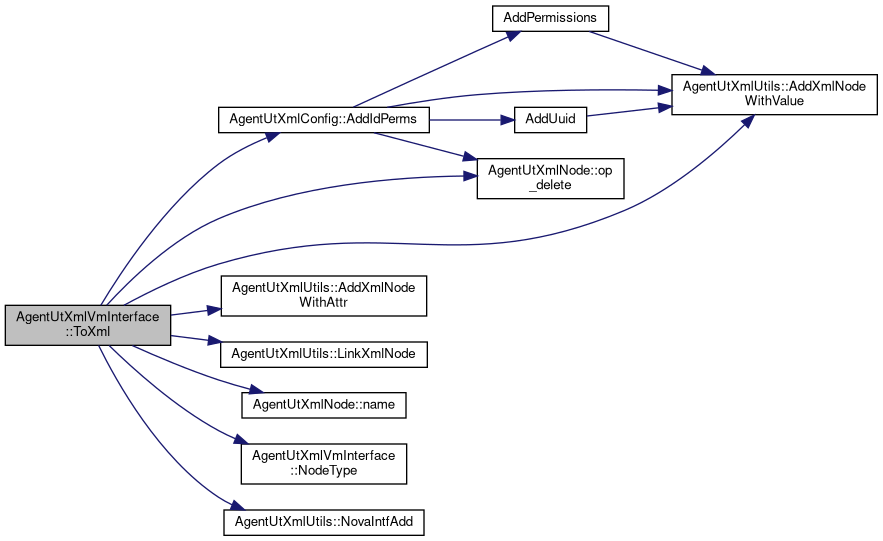 AddPermissions
AgentUtXmlUtils::AddXmlNode
WithValue
AgentUtXmlConfig::AddIdPerms
AddUuid
AgentUtXmlNode::op
_delete
AgentUtXmlUtils::AddXmlNode
WithAttr
AgentUtXmlVmInterface
::ToXml
AgentUtXmlUtils::LinkXmlNode
AgentUtXmlNode::name
AgentUtXmlVmInterface
::NodeType
AgentUtXmlUtils::NovaIntfAdd